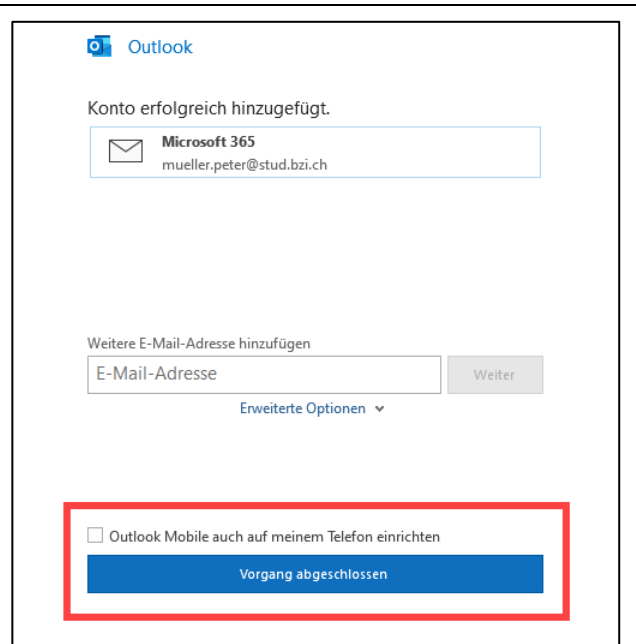 Outlook
Konto erfolgreich hinzugefügt.
Microsoft 365
mueller.peter@stud.bzi.ch
Weitere E-Mail-Adresse hinzufügen
E-Mail-Adresse
Weiter
Erweiterte Optionen
Outlook Mobile auch auf meinem Telefon einrichten
Vorgang abgeschlossen